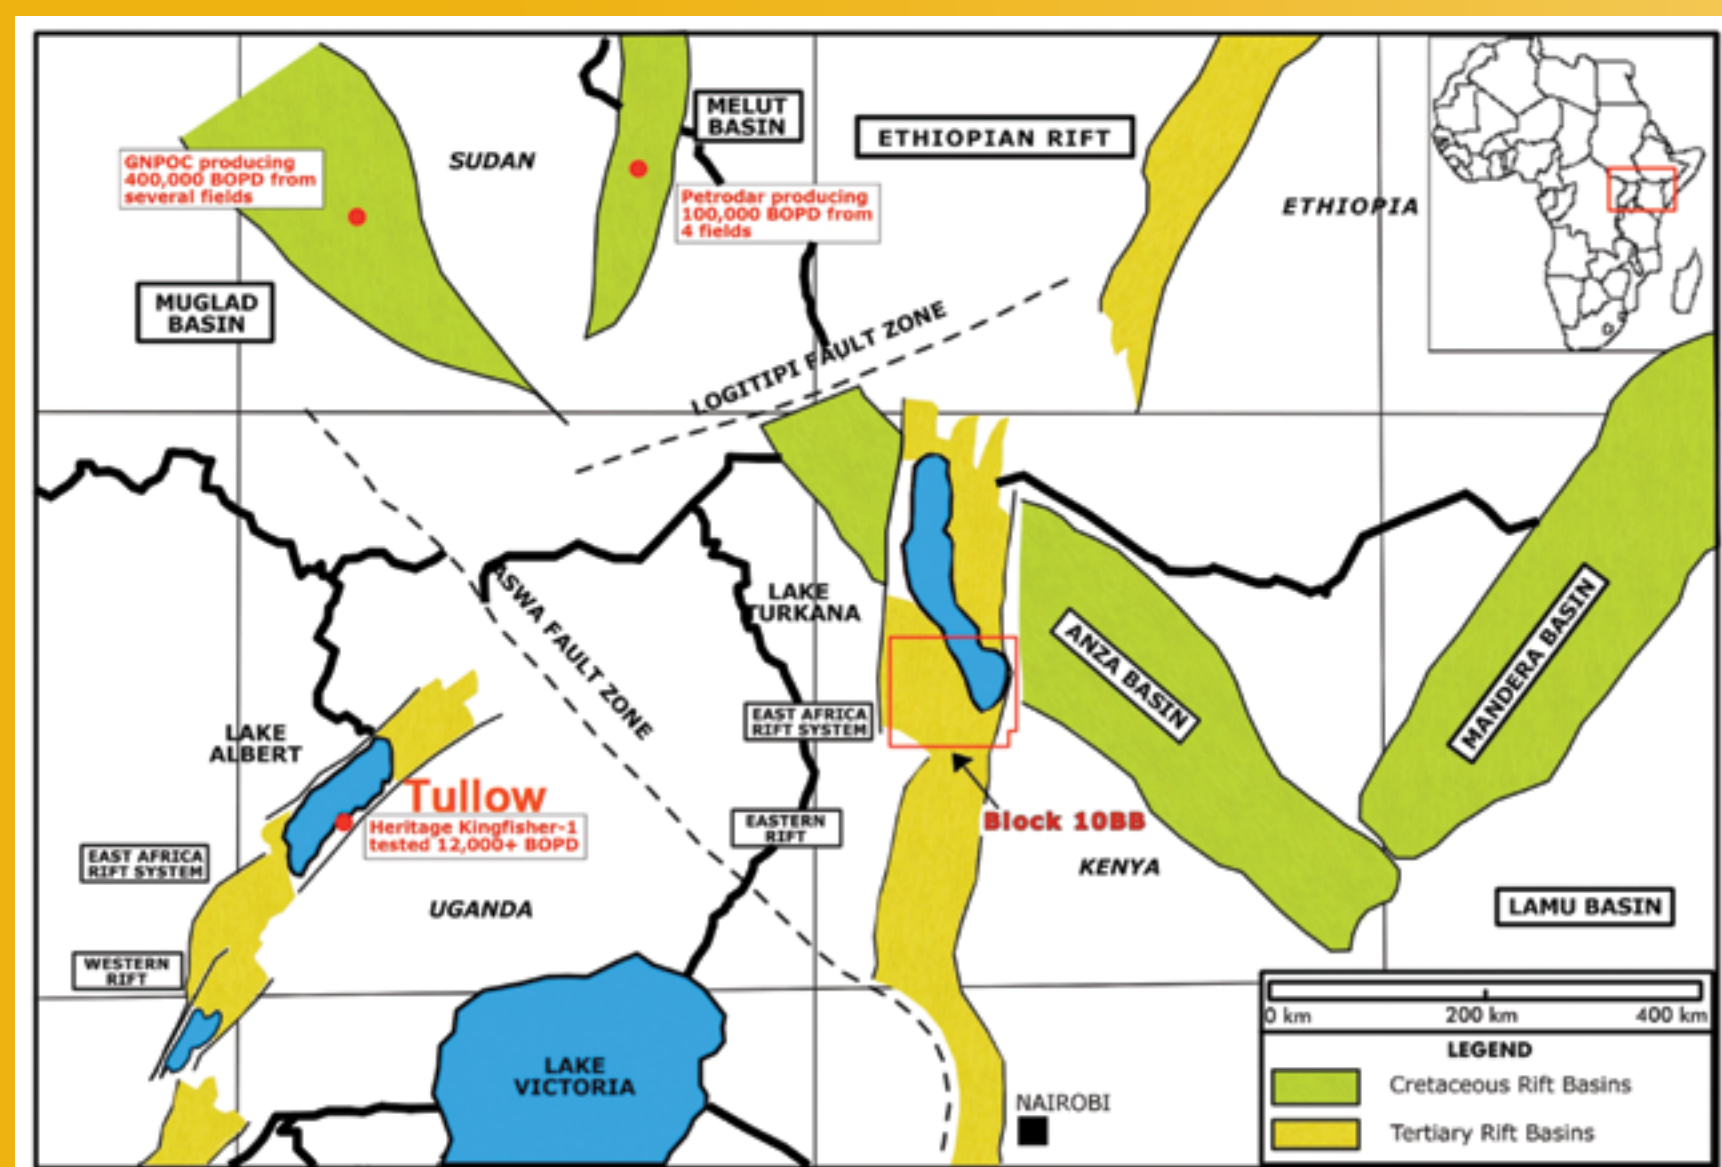 MELUT
BASIN
ETHIOPIAN RIFT
SUDAN
GNPOC producing
400,000 BOPD from
several fields
Petrodar producing
100,000 BOPD from
4 fields
ETHIOPIA
MUGLAD
BASIN
LOGITIPI FAULT ZONE
ASWA FAULT ZONE
LAKE
TURKANA
ANZA BASIN
MANDERA BASIN
EAST AFRICA
RIFT SYSTEM
LAKE
ALBERT
Tullow
Heritage Kingfisher-1
tested 12,000+ BOPD
EASTERN
RIFT
Block 10BB
KENYA
EAST AFRICA
RIFT SYSTEM
UGANDA
LAMU BASIN
WESTERN
RIFT
LAKE
VICTORIA
NAIROBI
0 km 200 km 400 km
LEGEND
Cretaceous Rift Basins
Tertiary Rift Basins